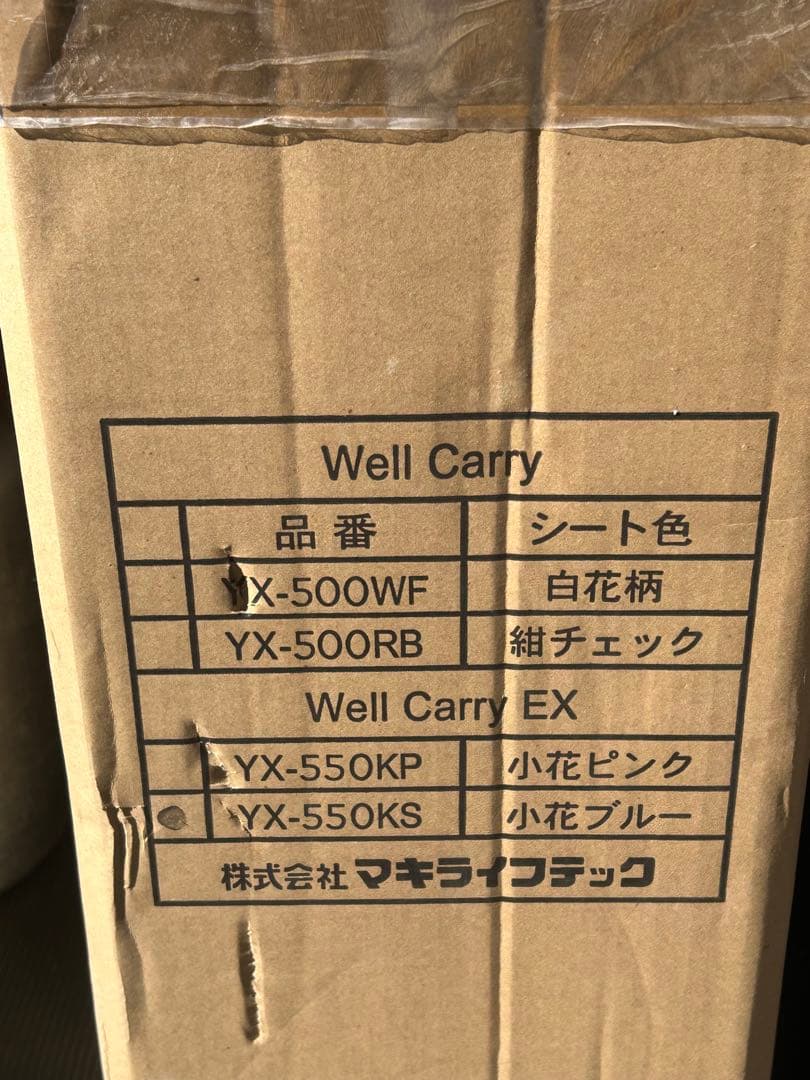 Well Carry
品番 シート色
YX-500WF 白花柄
YX-500RB 紺チェック
Well Carry EX
YX-550KP 小花ピンク
YX-550KS 小花ブルー
株式会社マキライフテック